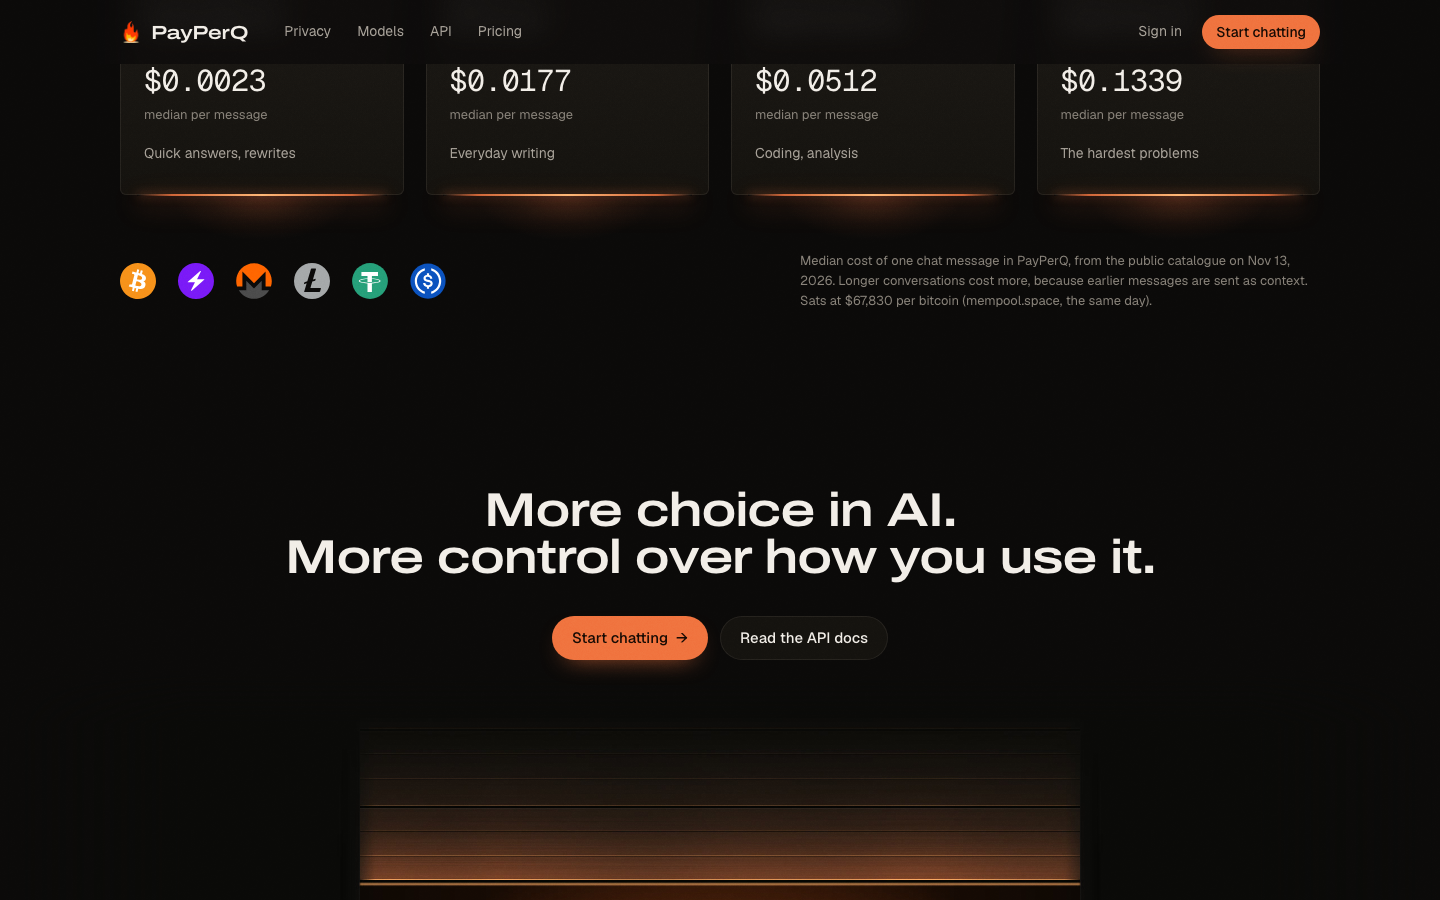 PayPerQ
Privacy
Models
API
Pricing
Sign in
Start chatting
$0.0023
median per message
Quick answers, rewrites
$0.0177
median per message
Everyday writing
$0.0512
median per message
Coding, analysis
$0.1339
median per message
The hardest problems
Median cost of one chat message in PayPerQ, from the public catalogue on Nov 13,
2026. Longer conversations cost more, because earlier messages are sent as context.
Sats at $67,830 per bitcoin (mempool.space, the same day).
More choice in AI.
More control over how you use it.
Start chatting →
Read the API docs